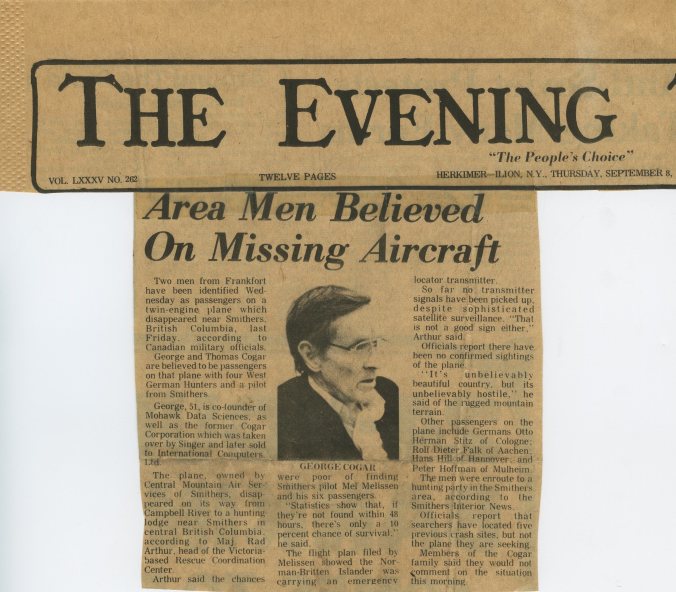 THE EVENING T
"The People's Choice"
VOL. LXXXV NO. 262 TWELVE PAGES HERKIMER—ILION, N.Y., THURSDAY, SEPTEMBER 8,
Area Men Believed
On Missing Aircraft
Two men from Frankfort
have been identified Wed-
nesday as passengers on a
twin-engine plane which
disappeared near Smithers,
British Columbia, last
Friday, according to
Canadian military officials.
George and Thomas Cogar
are believed to be passengers
on that plane with four West
German Hunters and a pilot
from Smithers.
George, 51, is co-founder of
Mohawk Data Sciences, as
well as the former Cogar
Corporation which was taken
over by Singer and later sold
to International Computers,
Ltd.
The plane, owned by
Central Mountain Air Ser-
vices of Smithers, disap-
peared on its way from
Campbell River to a hunting
lodge near Smithers in
central British Columbia,
according to Maj. Rad
Arthur, head of the Victoria-
based Rescue Coordination
Center.
Arthur said the chances
GEORGE COGAR
were poor of finding
Smithers pilot Mel Melissen
and his six passengers.
"Statistics show that, if
they're not found within 48
hours, there's only a 10
percent chance of survival,"
he said.
The flight plan filed by
Melissen showed the Nor-
man-Britten Islander was
carrying an emergency
locator transmitter.
So far no transmitter
signals have been picked up,
despite sophisticated
satellite surveillance. "That
is not a good sign either,"
Arthur said.
Officials report there have
been no confirmed sightings
of the plane.
"It's unbelievably
beautiful country, but its
unbelievably hostile," he
said of the rugged mountain
terrain.
Other passengers on the
plane include Germans Otto
Herman Stitz of Cologne;
Rolf Dieter Falk of Aachen;
Hans Hill of Hannover; and
Peter Hoffman of Mulheim.
The men were enroute to a
hunting party in the Smithers
area, according to the
Smithers Interior News.
Officials report that
searchers have located five
previous crash sites, but not
the plane they are seeking.
Members of the Cogar
family said they would not
comment on the situation
this morning.